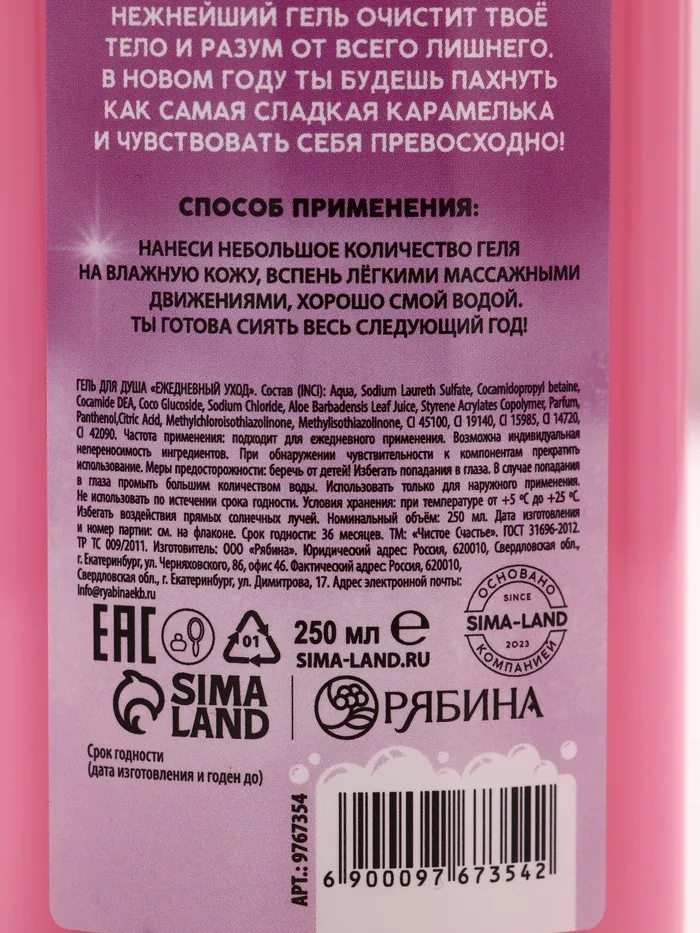 НЕЖНЕЙШИЙ ГЕЛЬ ОЧИСТИТ ТВОЁ
ТЕЛО И РАЗУМ ОТ ВСЕГО ЛИШНЕГО.
В НОВОМ ГОДУ ТЫ БУДЕШЬ ПАХНУТЬ
КАК САМАЯ СЛАДКАЯ КАРАМЕЛЬКА
И ЧУВСТВОВАТЬ СЕБЯ ПРЕВОСХОДНО!
СПОСОБ ПРИМЕНЕНИЯ:
НАНЕСИ НЕБОЛЬШОЕ КОЛИЧЕСТВО ГЕЛЯ
НА ВЛАЖНУЮ КОЖУ, ВСПЕНЬ ЛЁГКИМИ МАССАЖНЫМИ
ДВИЖЕНИЯМИ, ХОРОШО СМОЙ ВОДОЙ.
ТЫ ГОТОВА СИЯТЬ ВЕСЬ СЛЕДУЮЩИЙ ГОД!
ГЕЛЬ ДЛЯ ДУША «ЕЖЕДНЕВНЫЙ УХОД». Состав (INCI): Aqua, Sodium Laureth Sulfate, Cocamidopropyl betaine,
Cocamide DEA, Coco Glucoside, Sodium Chloride, Aloe Barbadensis Leaf Juice, Styrene Acrylates Copolymer, Parfum,
Panthenol,Citric Acid, Methylchloroisothiazolinone, Methylisothiazolinone, CI 45100, CI 19140, CI 15985, CI 14720,
CI 42090. Частота применения: подходит для ежедневного применения. Возможна индивидуальная
непереносимость ингредиентов. При обнаружении чувствительности к компонентам прекратить
использование. Меры предосторожности: беречь от детей! Избегать попадания в глаза. В случае попадания
в глаза промыть большим количеством воды. Использовать только для наружного применения.
Не использовать по истечении срока годности. Условия хранения: при температуре от +5 °C до +25 °C.
Избегать воздействия прямых солнечных лучей. Номинальный объём: 250 мл. Дата изготовления
и номер партии: см. на флаконе. Срок годности: 36 месяцев. ТМ: «Чистое Счастье». ГОСТ 31696-2012.
ТР ТС 009/2011. Изготовитель: ООО «Рябина». Юридический адрес: Россия, 620010, Свердловская обл.,
г. Екатеринбург, ул. Черняховского, 86, офис 46. Фактический адрес: Россия, 620010,
Свердловская обл., г. Екатеринбург, ул. Димитрова, 17. Адрес электронной почты:
info@ryabinaekb.ru
ОСНОВАНО
SINCE
SIMA-LAND
2023
КОМПАНИЕЙ
EAC
01
250 мл e
SIMA-LAND.RU
SIMA
LAND
РЯБИНА
Срок годности
(дата изготовления и годен до)
АРТ.: 9767354
6 900097 673542